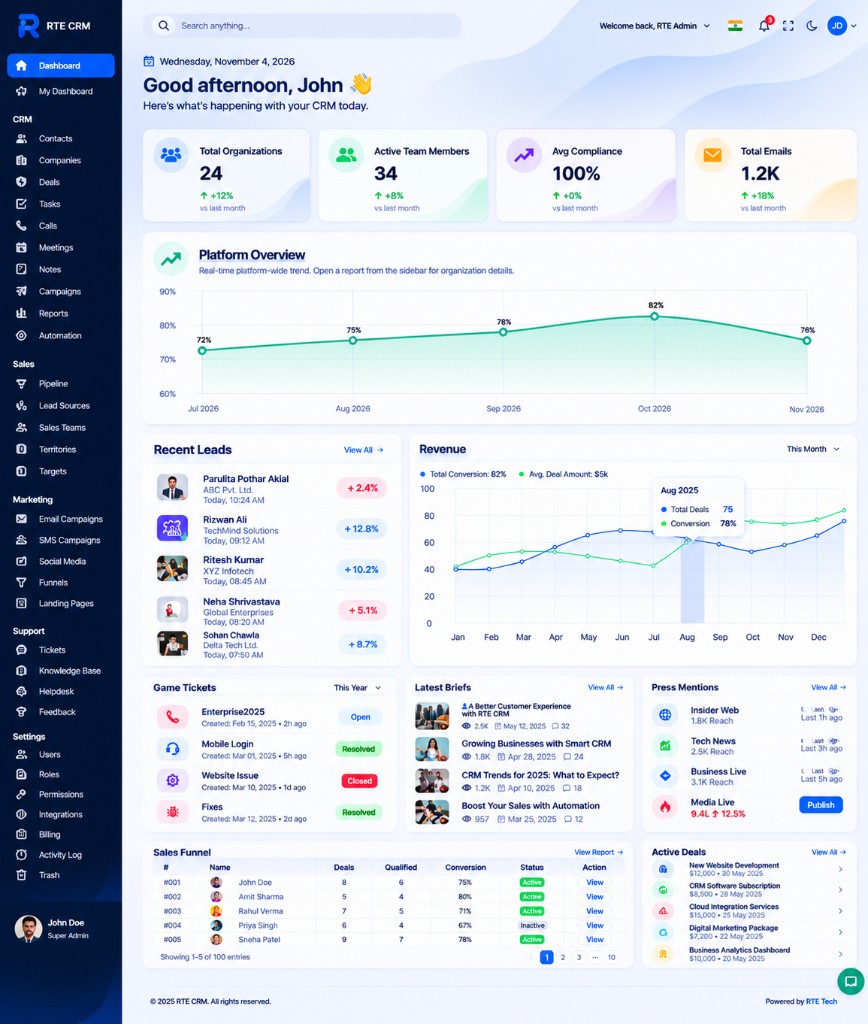 RTE CRM
Dashboard
My Dashboard
CRM
Contacts
Companies
Deals
Tasks
Calls
Meetings
Notes
Campaigns
Reports
Automation
Sales
Pipeline
Lead Sources
Sales Teams
Territories
Targets
Marketing
Email Campaigns
SMS Campaigns
Social Media
Funnels
Landing Pages
Support
Tickets
Knowledge Base
Helpdesk
Feedback
Settings
Users
Roles
Permissions
Integrations
Billing
Activity Log
Trash
John Doe
Super Admin
Search anything...
Welcome back, RTE Admin
3
JD
Wednesday, November 4, 2026
Good afternoon, John 👋
Here's what's happening with your CRM today.
Total Organizations
24
↑ +12%
vs last month
Active Team Members
34
↑ +8%
vs last month
Avg Compliance
100%
↑ +0%
vs last month
Total Emails
1.2K
↑ +18%
vs last month
Platform Overview
Real-time platform-wide trend. Open a report from the sidebar for organization details.
90%
80%
70%
60%
72%
75%
78%
82%
76%
Jul 2026
Aug 2026
Sep 2026
Oct 2026
Nov 2026
Recent Leads
View All →
Parulita Pothar Akial
ABC Pvt. Ltd.
Today, 10:24 AM
+ 2.4%
Rizwan Ali
TechMind Solutions
Today, 09:12 AM
+ 12.8%
Ritesh Kumar
XYZ Infotech
Today, 08:45 AM
+ 10.2%
Neha Shrivastava
Global Enterprises
Today, 08:20 AM
+ 5.1%
Sohan Chawla
Delta Tech Ltd.
Today, 07:50 AM
+ 8.7%
Revenue
This Month
Total Conversion: 82%
Avg. Deal Amount: $5k
100
80
60
40
20
0
Aug 2025
Total Deals 75
Conversion 78%
Jan
Feb
Mar
Apr
May
Jun
Jul
Aug
Sep
Oct
Nov
Dec
Game Tickets
This Year
Enterprise2025
Created: Feb 15, 2025 • 2h ago
Open
Mobile Login
Created: Mar 01, 2025 • 5h ago
Resolved
Website Issue
Created: Mar 10, 2025 • 1d ago
Closed
Fixes
Created: Mar 12, 2025 • 2d ago
Resolved
Latest Briefs
View All →
A Better Customer Experience
with RTE CRM
2.5K May 12, 2025 32
Growing Businesses with Smart CRM
1.8K Apr 28, 2025 24
CRM Trends for 2025: What to Expect?
1.2K Apr 10, 2025 18
Boost Your Sales with Automation
957 Mar 25, 2025 12
Press Mentions
View All →
Insider Web
1.8K Reach
Last 1h ago
Tech News
2.5K Reach
Last 3h ago
Business Live
3.1K Reach
Last 5h ago
Media Live
9.4L ↑ 12.5%
Publish
Sales Funnel
View Report →
# Name Deals Qualified Conversion Status Action
#001 John Doe 8 6 75% Active View
#002 Amit Sharma 5 4 80% Active View
#003 Rahul Verma 7 5 71% Active View
#004 Priya Singh 6 4 67% Inactive View
#005 Sneha Patel 9 7 78% Active View
Showing 1-5 of 100 entries
1 2 3 ... 10
Active Deals
View All →
New Website Development
$12,000 • 30 May 2025
CRM Software Subscription
$8,500 • 28 May 2025
Cloud Integration Services
$15,000 • 25 May 2025
Digital Marketing Package
$7,200 • 22 May 2025
Business Analytics Dashboard
$10,000 • 20 May 2025
© 2025 RTE CRM. All rights reserved.
Powered by RTE Tech